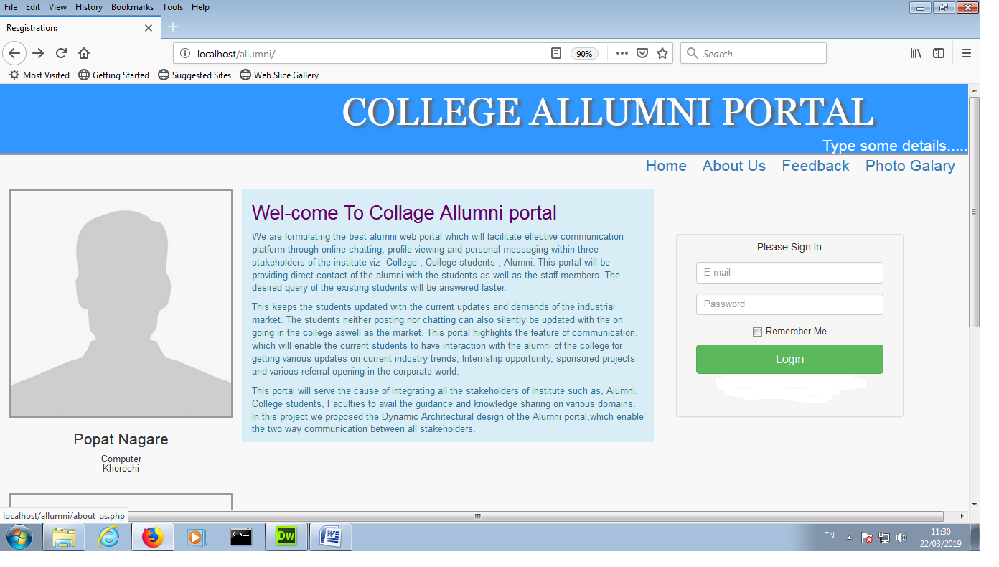 File Edit View History Bookmarks Tools Help
Resgistration:
localhost/allumni/
90%
Search
Most Visited Getting Started Suggested Sites Web Slice Gallery
COLLEGE ALLUMNI PORTAL
Type some details.....
Home About Us Feedback Photo Galary
Wel-come To Collage Allumni portal
We are formulating the best alumni web portal which will facilitate effective communication
platform through online chatting, profile viewing and personal messaging within three
stakeholders of the institute viz- College , College students , Alumni. This portal will be
providing direct contact of the alumni with the students as well as the staff members. The
desired query of the existing students will be answered faster.
This keeps the students updated with the current updates and demands of the industrial
market. The students neither posting nor chatting can also silently be updated with the on
going in the college aswell as the market. This portal highlights the feature of communication,
which will enable the current students to have interaction with the alumni of the college for
getting various updates on current industry trends, Internship opportunity, sponsored projects
and various referral opening in the corporate world.
This portal will serve the cause of integrating all the stakeholders of Institute such as, Alumni,
College students, Faculties to avail the guidance and knowledge sharing on various domains.
In this project we proposed the Dynamic Architectural design of the Alumni portal,which enable
the two way communication between all stakeholders.
Please Sign In
E-mail
Password
Remember Me
Login
Popat Nagare
Computer
Khorochi
localhost/allumni/about_us.php
C:\
Dw
W
EN
11:30
22/03/2019